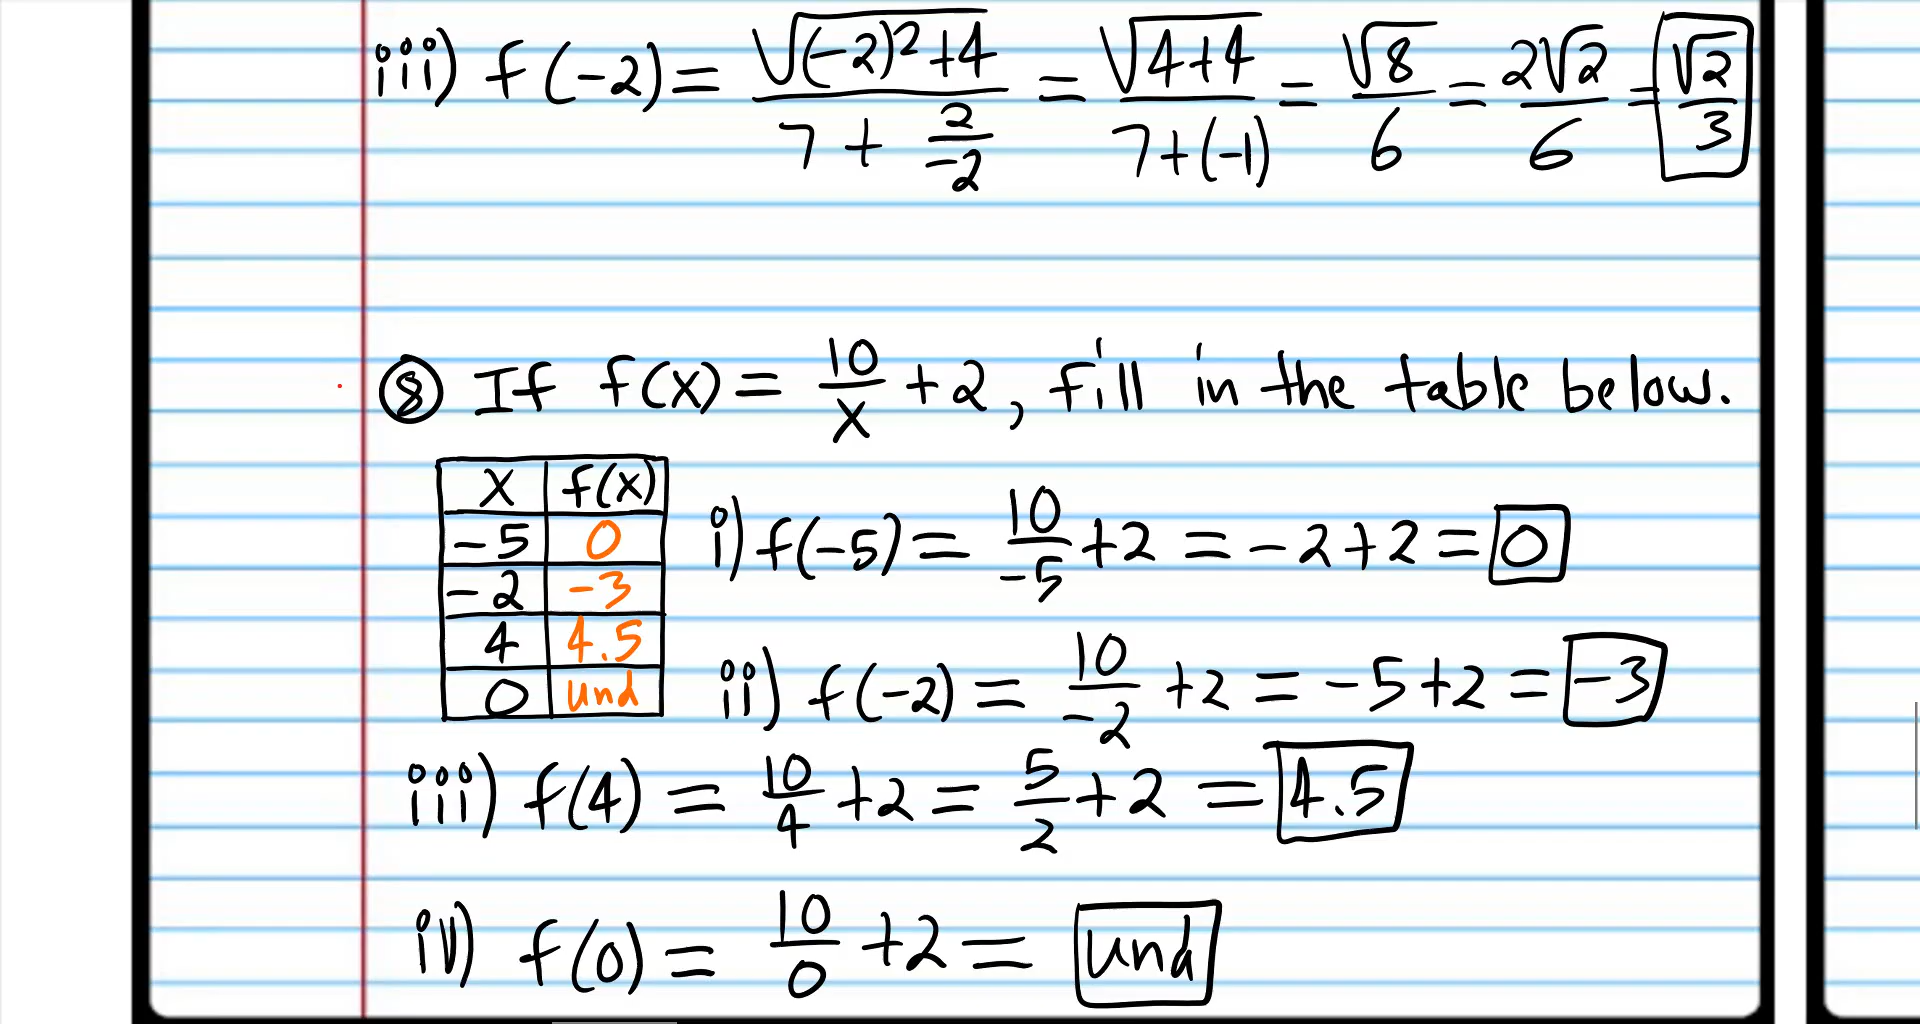 iii) f(-2) = √((-2)²+4) / (7 + 2/-2) = √(4+4) / (7+(-1)) = √8/6 = 2√2/6 = √2/3
⑧ If f(x) = 10/x + 2, fill in the table below.
x | f(x)
-5 | 0
-2 | -3
4 | 4.5
0 | und
i) f(-5) = 10/-5 + 2 = -2+2 = 0
ii) f(-2) = 10/-2 + 2 = -5+2 = -3
iii) f(4) = 10/4 + 2 = 5/2 + 2 = 4.5
iv) f(0) = 10/0 + 2 = und